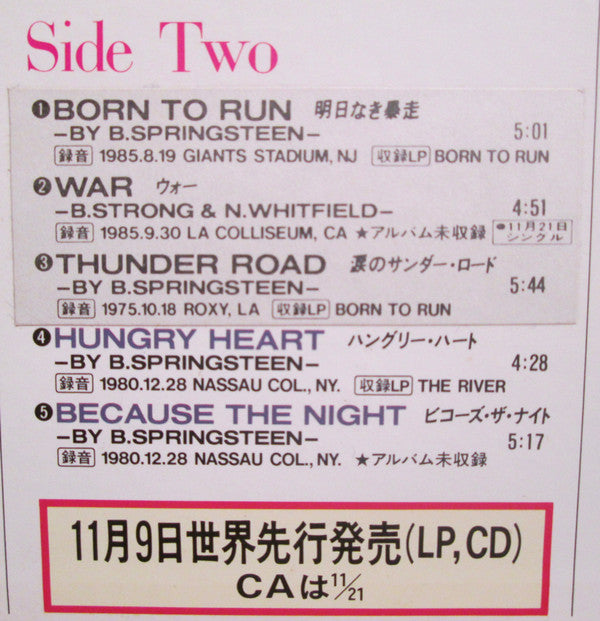 Side Two
❶BORN TO RUN 明日なき暴走
–BY B.SPRINGSTEEN– 5:01
録音 1985.8.19 GIANTS STADIUM, NJ 収録LP BORN TO RUN
❷WAR ウォー
–B.STRONG & N.WHITFIELD– 4:51
録音 1985.9.30 LA COLLISEUM, CA ★アルバム未収録 ●11月21日シングル
❸THUNDER ROAD 涙のサンダー・ロード
–BY B.SPRINGSTEEN– 5:44
録音 1975.10.18 ROXY, LA 収録LP BORN TO RUN
❹HUNGRY HEART ハングリー・ハート
–BY B.SPRINGSTEEN– 4:28
録音 1980.12.28 NASSAU COL., NY. 収録LP THE RIVER
❺BECAUSE THE NIGHT ビコーズ・ザ・ナイト
–BY B.SPRINGSTEEN– 5:17
録音 1980.12.28 NASSAU COL., NY. ★アルバム未収録
11月9日世界先行発売(LP, CD)
CAは11/21